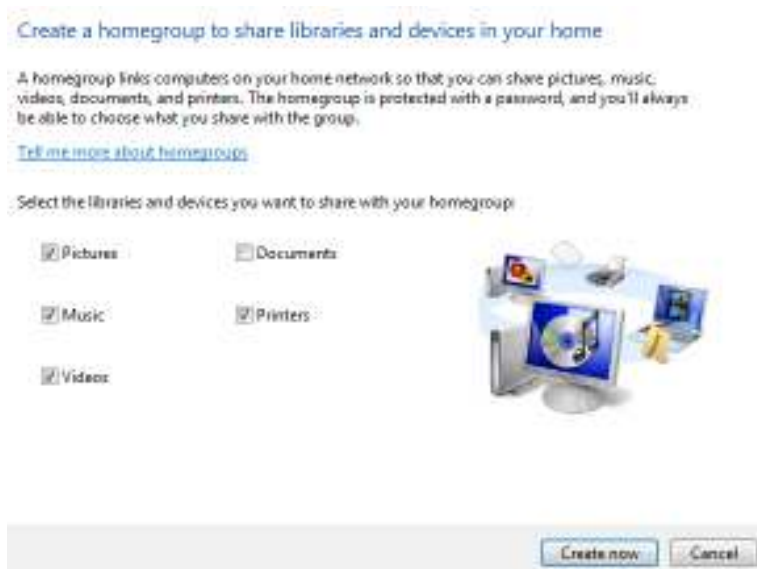 Create a homegroup to share libraries and devices in your home
A homegroup links computers on your home network so that you can share pictures, music,
videos, documents, and printers. The homegroup is protected with a password, and you'll always
be able to choose what you share with the group.
Tell me more about homegroups
Select the libraries and devices you want to share with your homegroup:
Pictures Documents
Music Printers
Videos
Create now Cancel